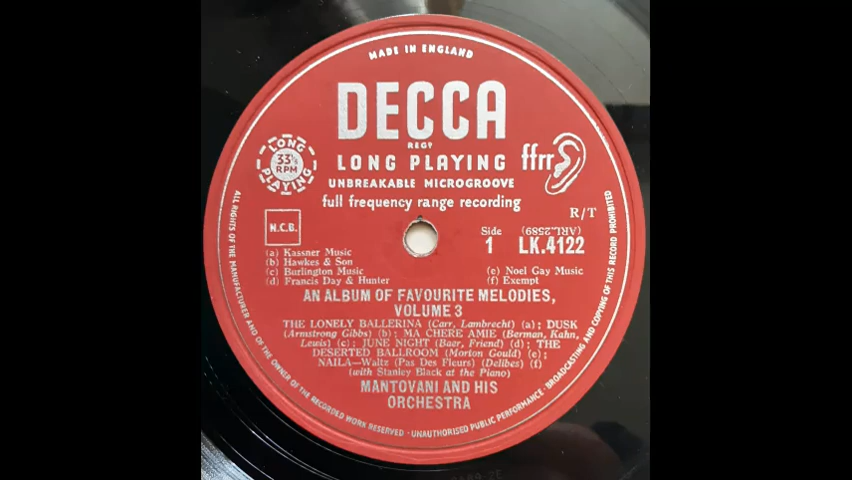 MADE IN ENGLAND
DECCA
REGD
LONG PLAYING
UNBREAKABLE MICROGROOVE
full frequency range recording
ffrr
LONG
33⅓
RPM
PLAYING
N.C.B.
R/T
(ARL.2589)
Side
1
LK.4122
(a) Kassner Music
(b) Hawkes & Son
(c) Burlington Music
(d) Francis Day & Hunter
(e) Noel Gay Music
(f) Exempt
AN ALBUM OF FAVOURITE MELODIES,
VOLUME 3
THE LONELY BALLERINA (Carr, Lambrecht) (a); DUSK
(Armstrong Gibbs) (b); MA CHERE AMIE (Berman, Kahn,
Lewis) (c); JUNE NIGHT (Baer, Friend) (d); THE
DESERTED BALLROOM (Morton Gould) (e);
NAILA—Waltz (Pas Des Fleurs) (Delibes) (f)
(with Stanley Black at the Piano)
MANTOVANI AND HIS
ORCHESTRA
ALL RIGHTS OF THE MANUFACTURER AND OF THE OWNER OF THE RECORDED WORK RESERVED · UNAUTHORISED PUBLIC PERFORMANCE · BROADCASTING AND COPYING OF THIS RECORD PROHIBITED